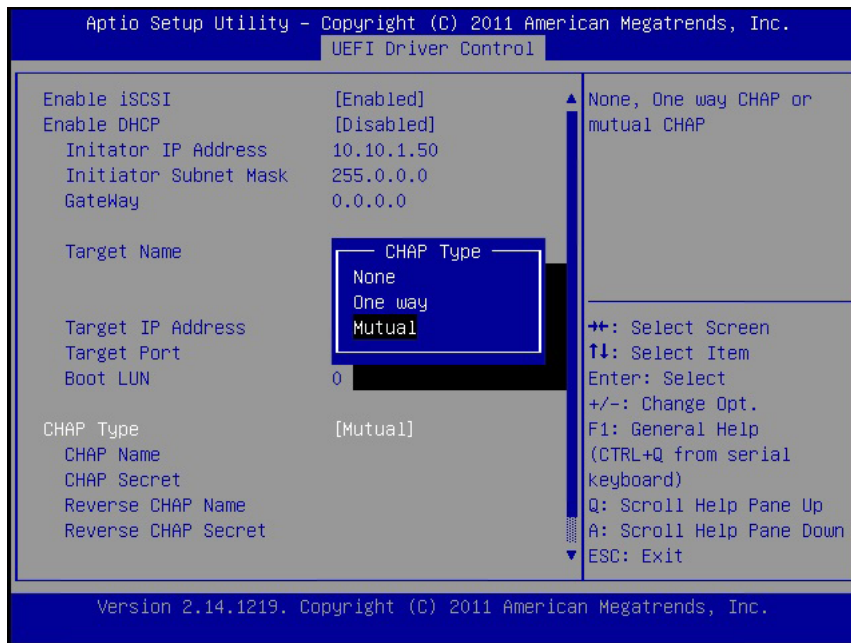 Aptio Setup Utility – Copyright (C) 2011 American Megatrends, Inc.
UEFI Driver Control
Enable iSCSI [Enabled]
Enable DHCP [Disabled]
Initator IP Address 10.10.1.50
Initiator Subnet Mask 255.0.0.0
GateWay 0.0.0.0
Target Name
Target IP Address
Target Port
Boot LUN 0
CHAP Type [Mutual]
CHAP Name
CHAP Secret
Reverse CHAP Name
Reverse CHAP Secret
CHAP Type
None
One way
Mutual
None, One way CHAP or
mutual CHAP
→←: Select Screen
↑↓: Select Item
Enter: Select
+/-: Change Opt.
F1: General Help
(CTRL+Q from serial
keyboard)
Q: Scroll Help Pane Up
A: Scroll Help Pane Down
ESC: Exit
Version 2.14.1219. Copyright (C) 2011 American Megatrends, Inc.